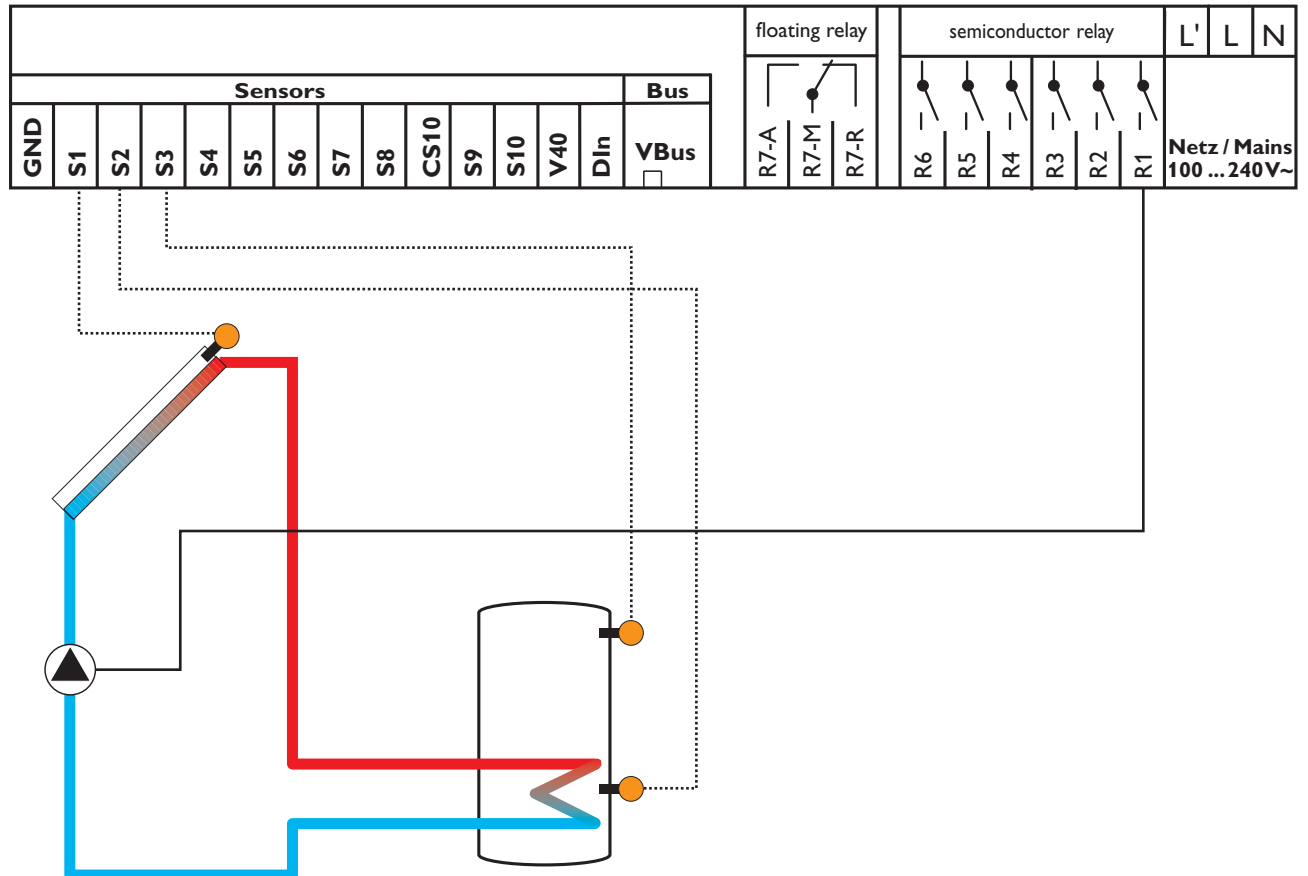 floating relay
semiconductor relay
L' L N
Sensors
Bus
GND
S1
S2
S3
S4
S5
S6
S7
S8
CS10
S9
S10
V40
DIn
VBus
R7-A
R7-M
R7-R
R6
R5
R4
R3
R2
R1
Netz / Mains
100 ... 240 V~